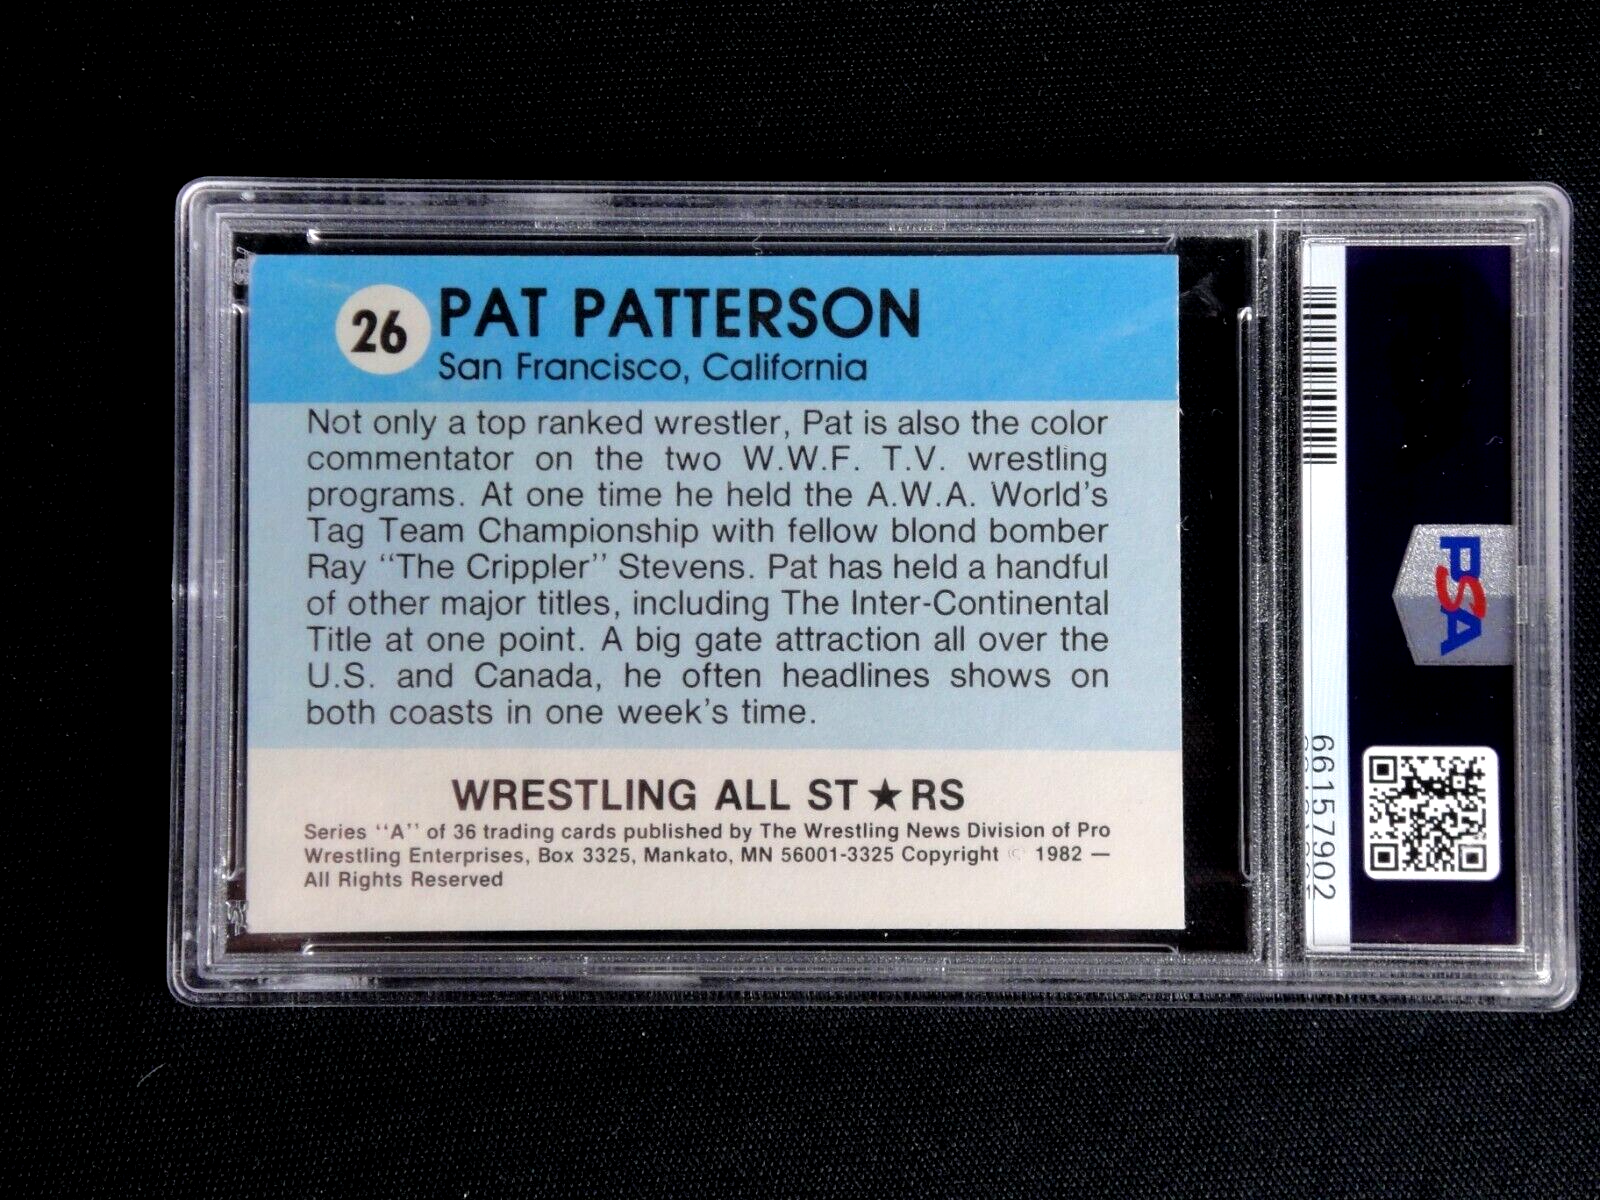 26
PAT PATTERSON
San Francisco, California
Not only a top ranked wrestler, Pat is also the color
commentator on the two W.W.F. T.V. wrestling
programs. At one time he held the A.W.A. World's
Tag Team Championship with fellow blond bomber
Ray "The Crippler" Stevens. Pat has held a handful
of other major titles, including The Inter-Continental
Title at one point. A big gate attraction all over the
U.S. and Canada, he often headlines shows on
both coasts in one week's time.
WRESTLING ALL ST★RS
Series "A" of 36 trading cards published by The Wrestling News Division of Pro
Wrestling Enterprises, Box 3325, Mankato, MN 56001-3325 Copyright © 1982 —
All Rights Reserved
PSA
66157902